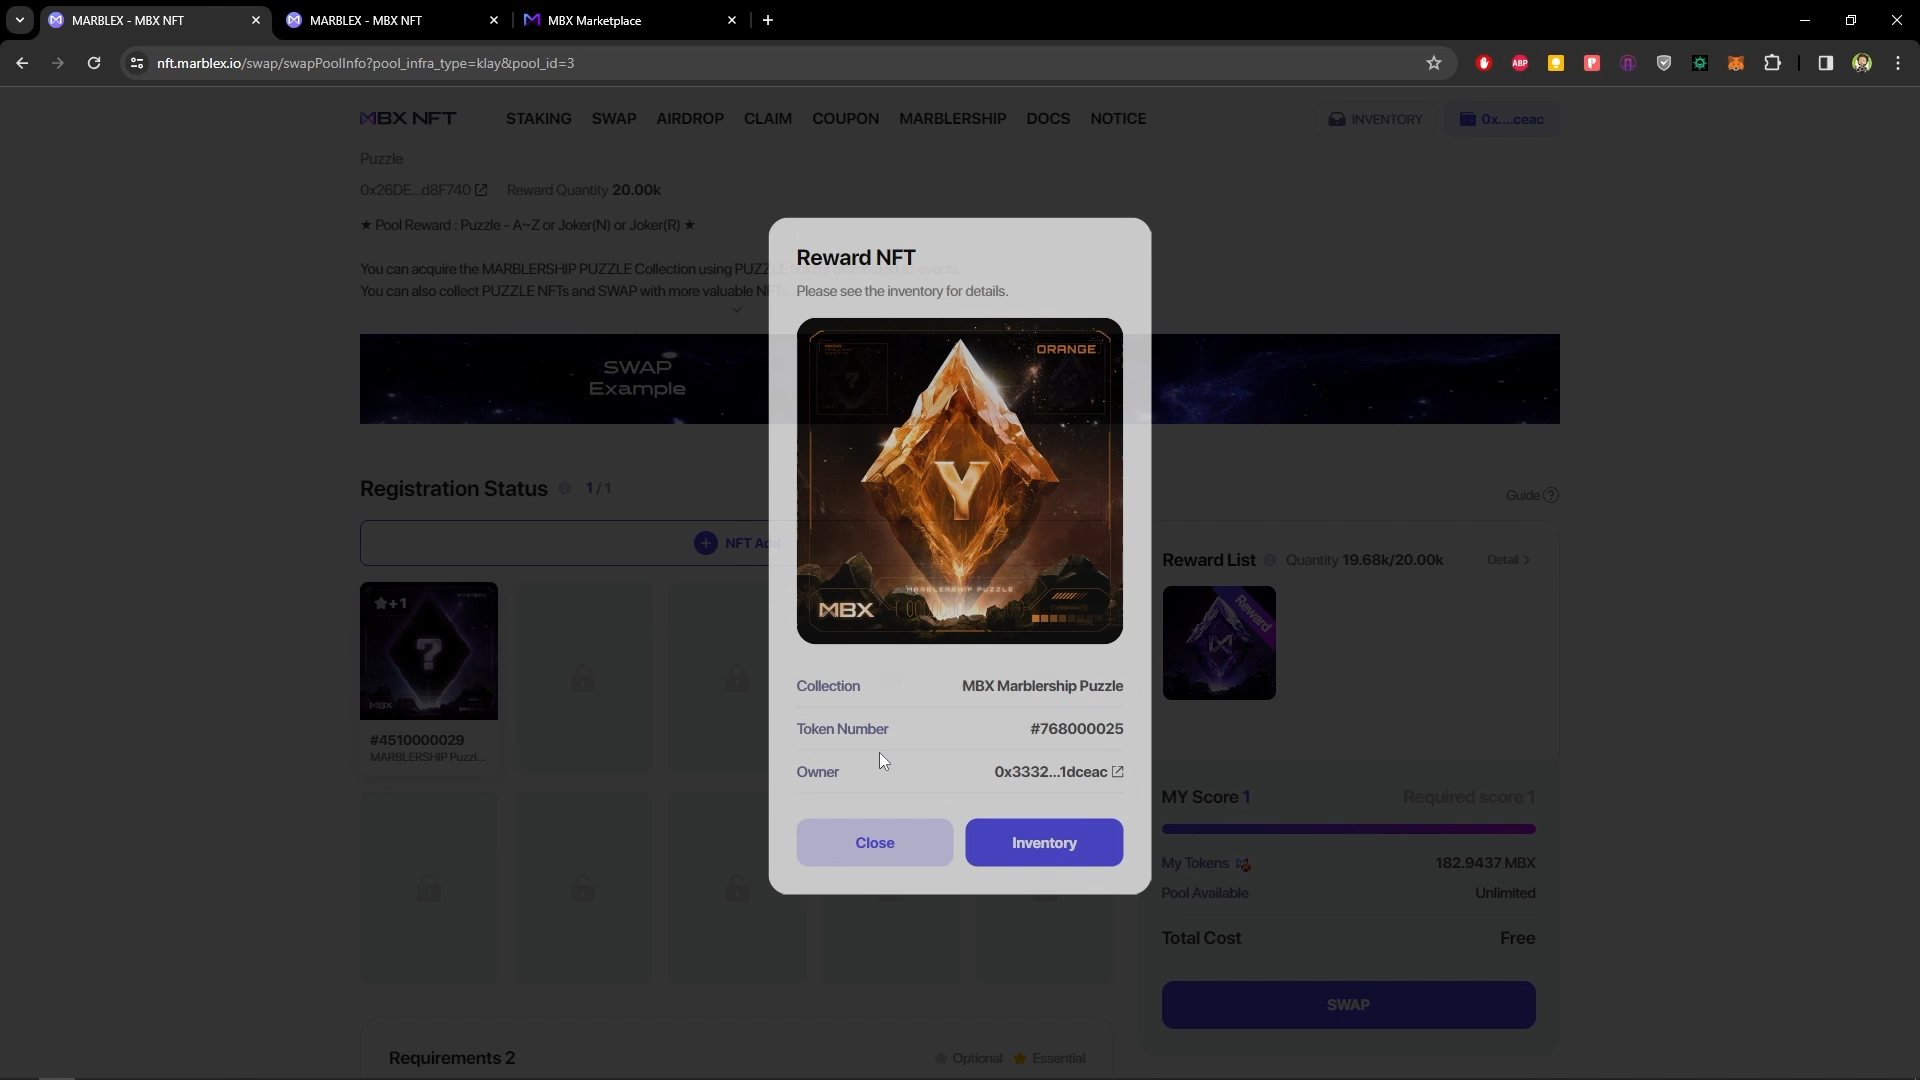 MARBLEX - MBX NFT
MARBLEX - MBX NFT
MBX Marketplace
nft.marblex.io/swap/swapPoolInfo?pool_infra_type=klay&pool_id=3
ABP
MBX NFT
STAKING
SWAP
AIRDROP
CLAIM
COUPON
MARBLERSHIP
DOCS
NOTICE
INVENTORY
0x....ceac
Puzzle
0x26DE...d8F740
Reward Quantity 20.00k
★ Pool Reward : Puzzle - A~Z or Joker(N) or Joker(R) ★
You can acquire the MARBLERSHIP PUZZLE Collection using PUZZLE
You can also collect PUZZLE NFTs and SWAP with more valuable
SWAP
Example
Registration Status
1 / 1
Guide
NFT Add
+1
?
MBX
#4510000029
MARBLERSHIP Puzzl...
Reward NFT
Please see the inventory for details.
ORANGE
Y
MARBLERSHIP PUZZLE
MBX
Collection
MBX Marblership Puzzle
Token Number
#768000025
Owner
0x3332...1dceac
Close
Inventory
Reward List
Quantity 19.68k/20.00k
Detail >
Reward
MY Score 1
Required score 1
My Tokens
182.9437 MBX
Pool Available
Unlimited
Total Cost
Free
SWAP
Requirements 2
Optional
Essential